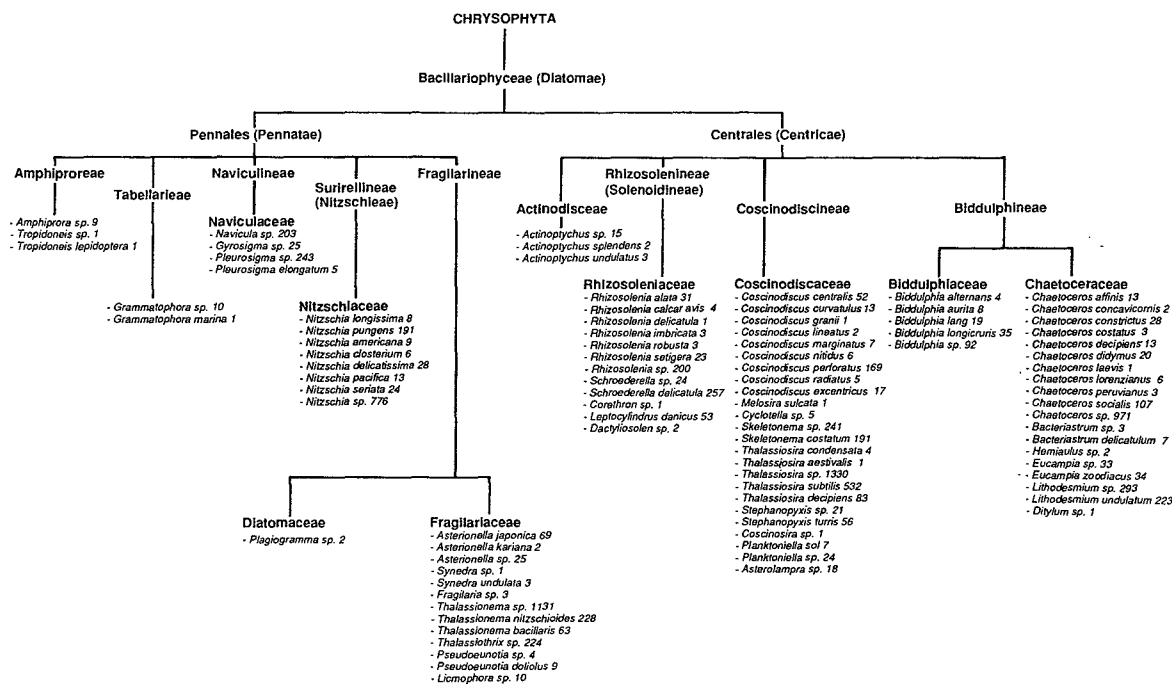 CHRYSOPHYTA
Bacillariophyceae (Diatomae)
Pennales (Pennatae)
Centrales (Centricae)
Amphiproreae
- Amphiprora sp. 9
- Tropidoneis sp. 1
- Tropidoneis lepidoptera 1
Tabellarieae
- Grammatophora sp. 10
- Grammatophora marina 1
Naviculineae
Naviculaceae
- Navicula sp. 203
- Gyrosigma sp. 25
- Pleurosigma sp. 243
- Pleurosigma elongatum 5
Surirellineae
(Nitzschieae)
Nitzschiaceae
- Nitzschia longissima 8
- Nitzschia pungens 191
- Nitzschia americana 9
- Nitzschia closterium 6
- Nitzschia delicatissima 28
- Nitzschia pacifica 13
- Nitzschia seriata 24
- Nitzschia sp. 776
Fragilarineae
Diatomaceae
- Plagiogramma sp. 2
Fragilariaceae
- Asterionella japonica 69
- Asterionella kariana 2
- Asterionella sp. 25
- Synedra sp. 1
- Synedra undulata 3
- Fragilaria sp. 3
- Thalassionema sp. 1131
- Thalassionema nitzschioides 228
- Thalassionema bacillaris 63
- Thalassiothrix sp. 224
- Pseudoeunotia sp. 4
- Pseudoeunotia doliolus 9
- Licmophora sp. 10
Actinodisceae
- Actinoptychus sp. 15
- Actinoptychus splendens 2
- Actinoptychus undulatus 3
Rhizosolenineae
(Solenoidineae)
Rhizosoleniaceae
- Rhizosolenia alata 31
- Rhizosolenia calcar avis 4
- Rhizosolenia delicatula 1
- Rhizosolenia imbricata 3
- Rhizosolenia robusta 3
- Rhizosolenia setigera 23
- Rhizosolenia sp. 200
- Schroederella sp. 24
- Schroederella delicatula 257
- Corethron sp. 1
- Leptocylindrus danicus 53
- Dactyliosolen sp. 2
Coscinodiscineae
Coscinodiscaceae
- Coscinodiscus centralis 52
- Coscinodiscus curvatulus 13
- Coscinodiscus granii 1
- Coscinodiscus lineatus 2
- Coscinodiscus marginatus 7
- Coscinodiscus nitidus 6
- Coscinodiscus perforatus 169
- Coscinodiscus radiatus 5
- Coscinodiscus excentricus 17
- Melosira sulcata 1
- Cyclotella sp. 5
- Skeletonema sp. 241
- Skeletonema costatum 191
- Thalassiosira condensata 4
- Thalassiosira aestivalis 1
- Thalassiosira sp. 1330
- Thalassiosira subtilis 532
- Thalassiosira decipiens 83
- Stephanopyxis sp. 21
- Stephanopyxis turris 56
- Coscinosira sp. 1
- Planktoniella sol 7
- Planktoniella sp. 24
- Asterolampra sp. 18
Biddulphineae
Biddulphiaceae
- Biddulphia alternans 4
- Biddulphia aurita 8
- Biddulphia lang 19
- Biddulphia longicruris 35
- Biddulphia sp. 92
Chaetoceraceae
- Chaetoceros affinis 13
- Chaetoceros concavicornis 2
- Chaetoceros constrictus 28
- Chaetoceros costatus 3
- Chaetoceros decipiens 13
- Chaetoceros didymus 20
- Chaetoceros laevis 1
- Chaetoceros lorenzianus 6
- Chaetoceros peruvianus 3
- Chaetoceros socialis 107
- Chaetoceros sp. 971
- Bacteriastrum sp. 3
- Bacteriastrum delicatulum 7
- Hemiaulus sp. 2
- Eucampia sp. 33
- Eucampia zoodiacus 34
- Lithodesmium sp. 293
- Lithodesmium undulatum 223
- Ditylum sp. 1